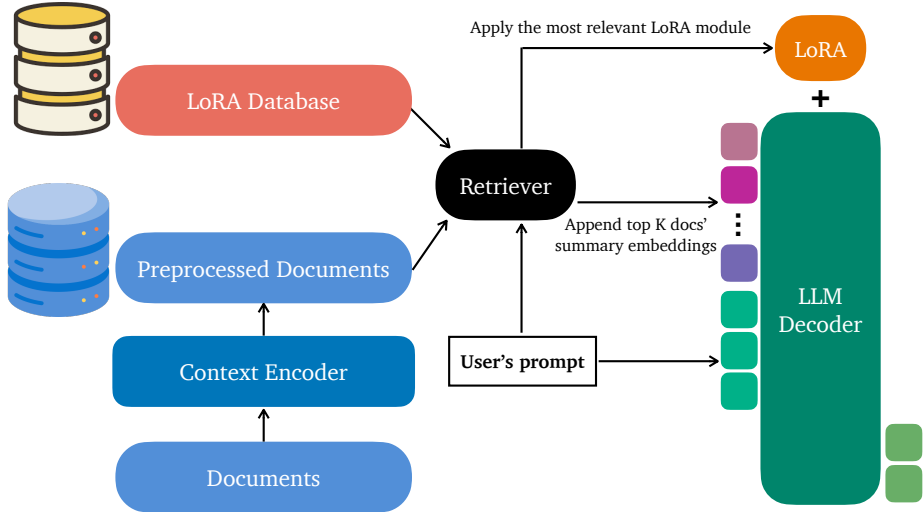 Apply the most relevant LoRA module
LoRA
+
LoRA Database
Retriever
Append top K docs’
summary embeddings
Preprocessed Documents
LLM
Decoder
User’s prompt
Context Encoder
Documents